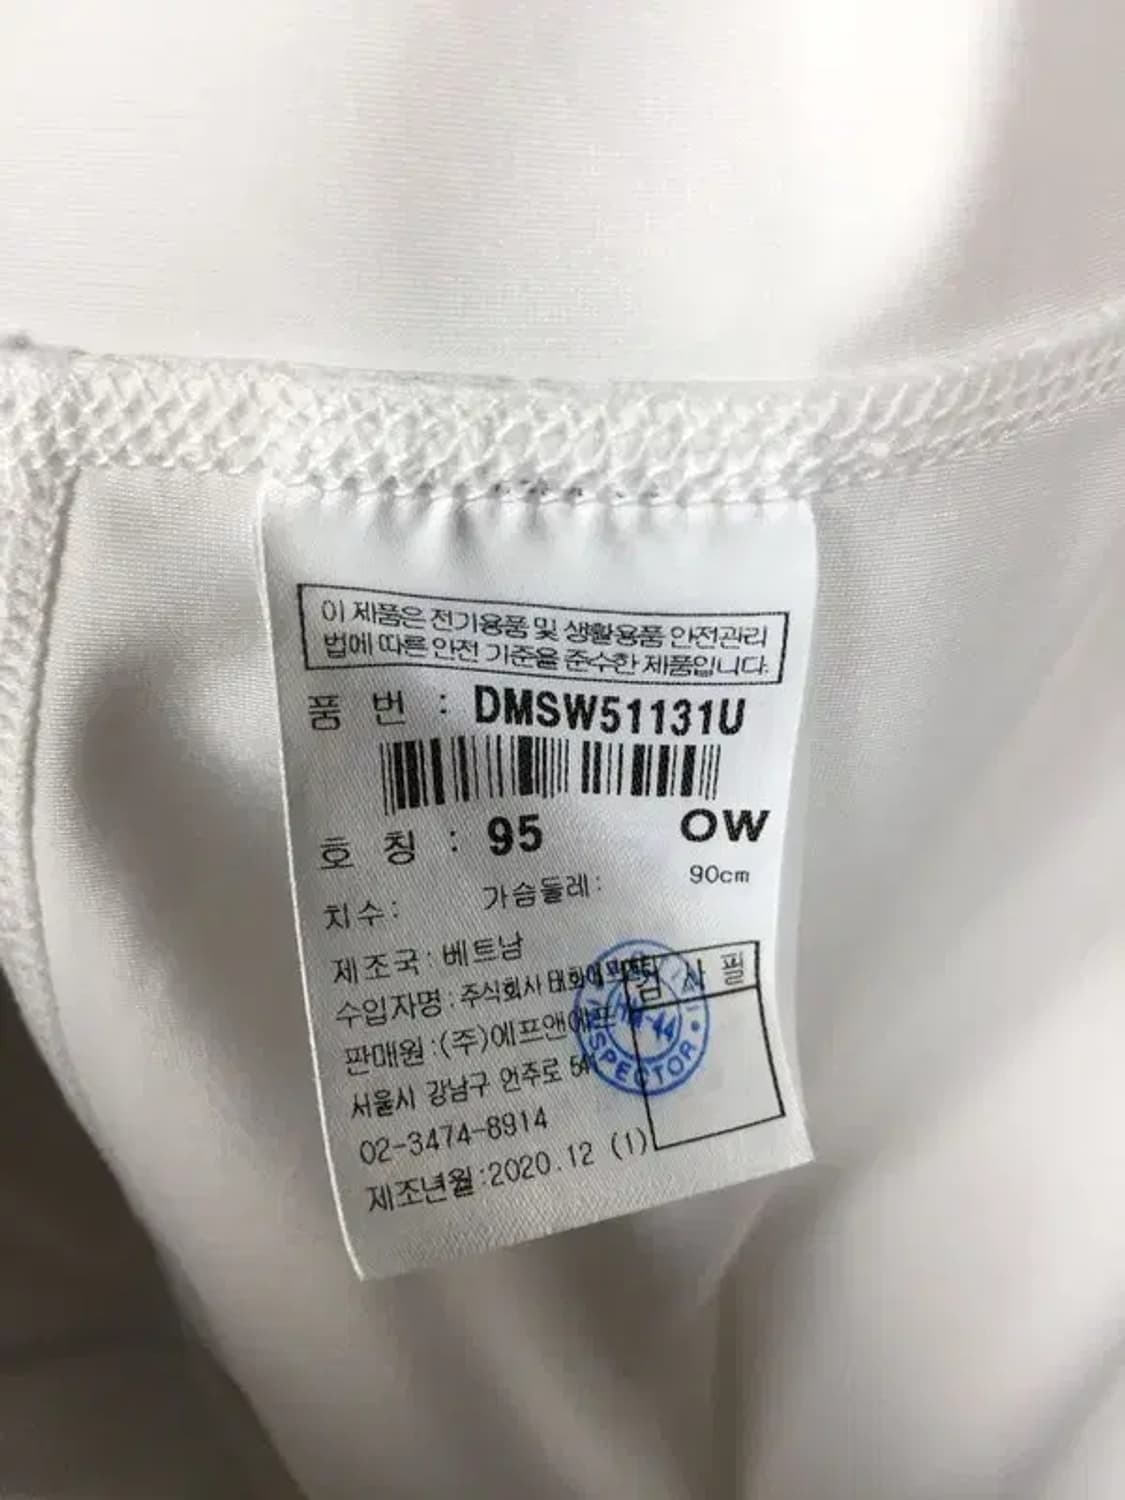 이 제품은 전기용품 및 생활용품 안전관리
법에 따른 안전 기준을 준수한 제품입니다.
품 번 : DMSW51131U
호 칭 : 95 OW
치수: 가슴둘레: 90cm
제조국:베트남
수입자명:주식회사
검 사 필
판매원:(주)에프앤에프
서울시 강남구 언주로 541
INSPECTOR
02-3474-8914
제조년월:2020.12 (1)